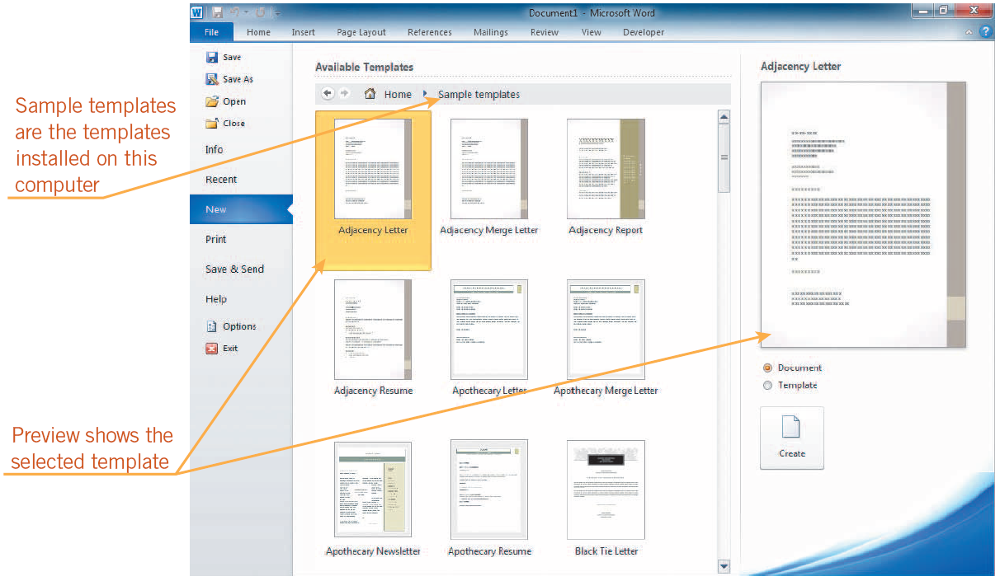 W
Document1 - Microsoft Word
File Home Insert Page Layout References Mailings Review View Developer
Save
Save As
Open
Close
Info
Recent
New
Print
Save & Send
Help
Options
Exit
Sample templates
are the templates
installed on this
computer
Preview shows the
selected template
Available Templates
Home Sample templates
Adjacency Letter Adjacency Merge Letter Adjacency Report
Adjacency Resume Apothecary Letter Apothecary Merge Letter
Apothecary Newsletter Apothecary Resume Black Tie Letter
Adjacency Letter
Document
Template
Create